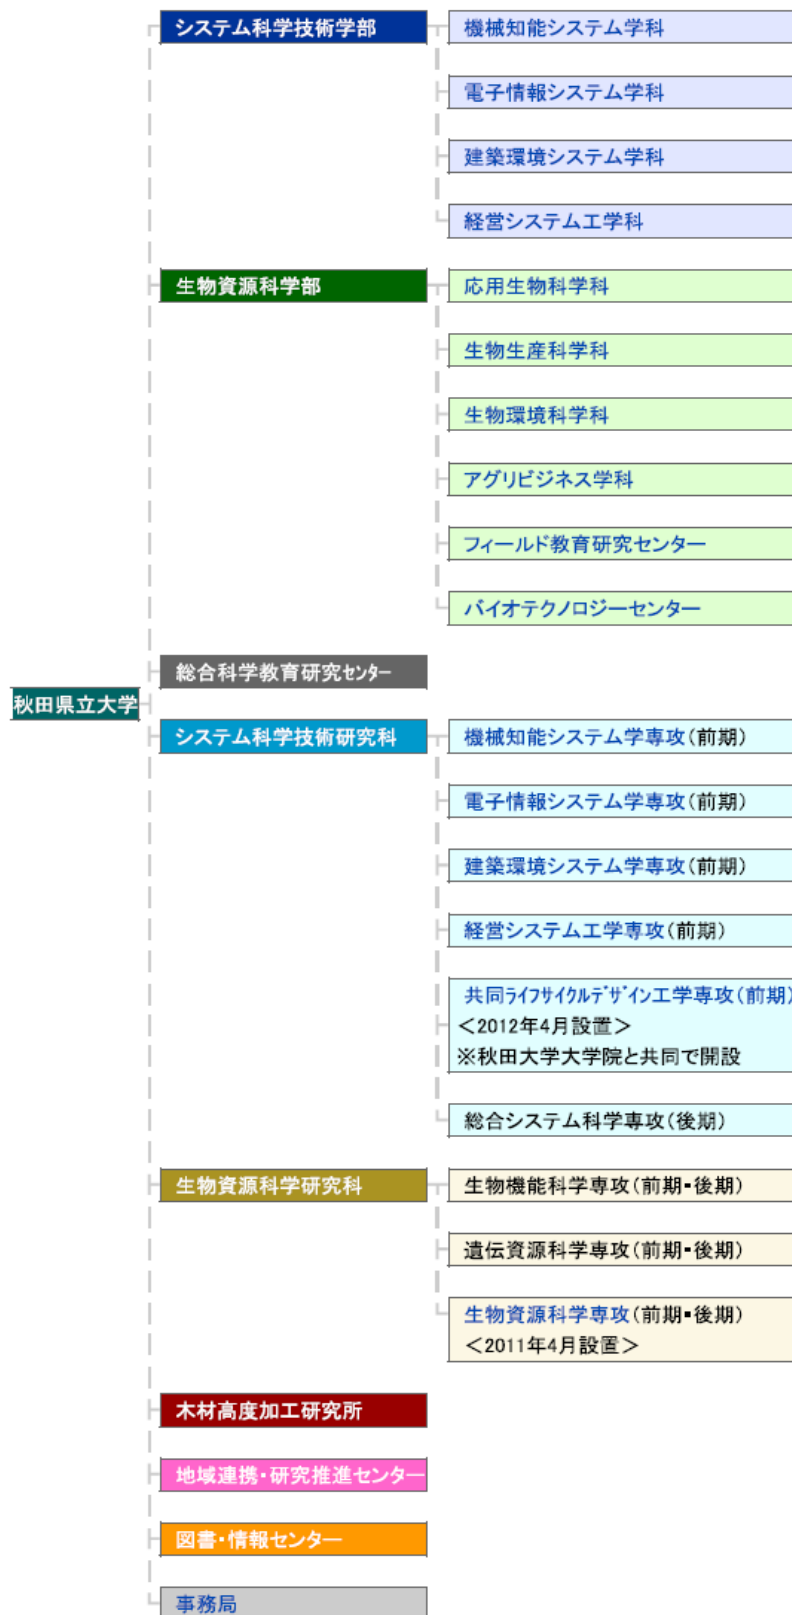 システム科学技術学部
機械知能システム学科
電子情報システム学科
建築環境システム学科
経営システム工学科
生物資源科学部
応用生物科学科
生物生産科学科
生物環境科学科
アグリビジネス学科
フィールド教育研究センター
バイオテクノロジーセンター
総合科学教育研究ｾﾝﾀｰ
秋田県立大学
システム科学技術研究科
機械知能システム学専攻(前期)
電子情報システム学専攻(前期)
建築環境システム学専攻(前期)
経営システム工学専攻(前期)
共同ﾗｲﾌｻｲｸﾙﾃﾞｻﾞｲﾝ工学専攻(前期)
＜2012年4月設置＞
※秋田大学大学院と共同で開設
総合システム科学専攻(後期)
生物資源科学研究科
生物機能科学専攻(前期・後期)
遺伝資源科学専攻(前期・後期)
生物資源科学専攻(前期・後期)
＜2011年4月設置＞
木材高度加工研究所
地域連携・研究推進センター
図書・情報センター
事務局